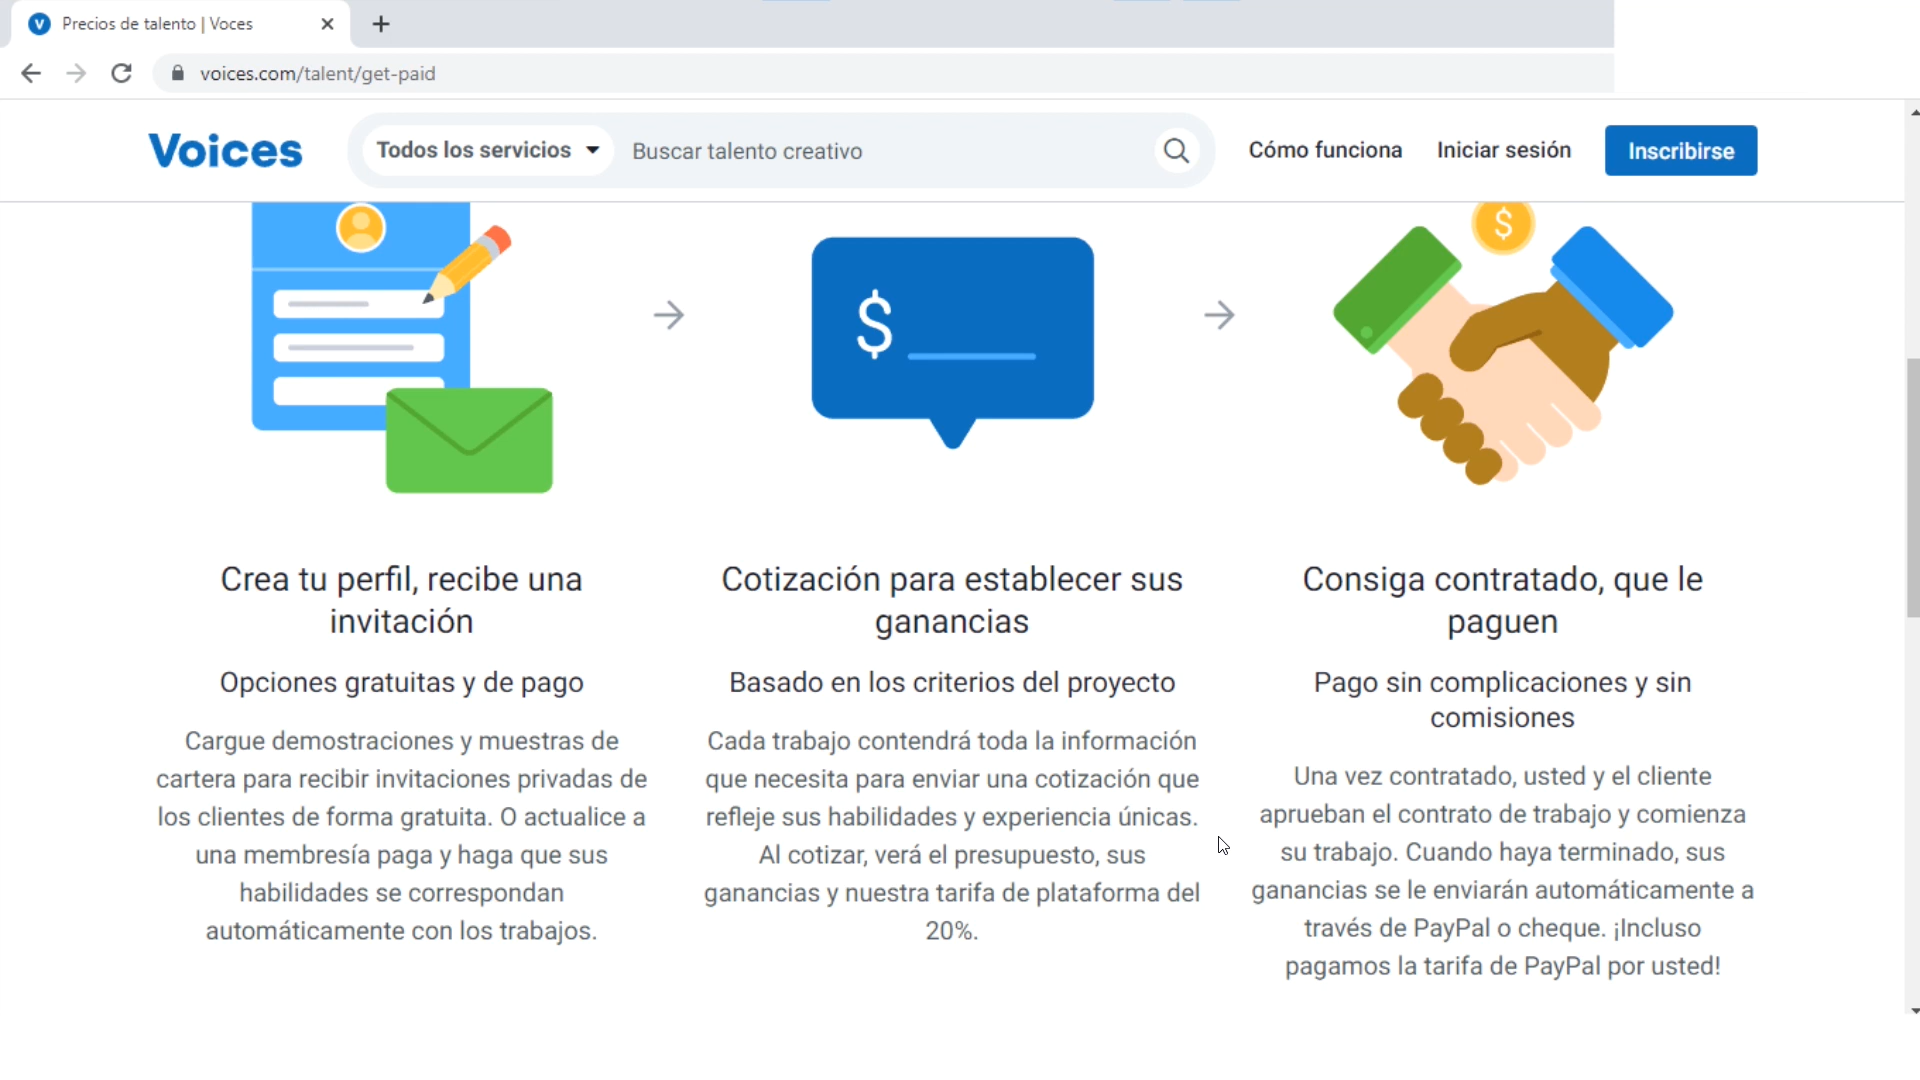 Precios de talento | Voces
voices.com/talent/get-paid
Voices
Todos los servicios
Buscar talento creativo
Cómo funciona
Iniciar sesión
Inscribirse
$
$
Crea tu perfil, recibe una
invitación
Opciones gratuitas y de pago
Cargue demostraciones y muestras de
cartera para recibir invitaciones privadas de
los clientes de forma gratuita. O actualice a
una membresía paga y haga que sus
habilidades se correspondan
automáticamente con los trabajos.
Cotización para establecer sus
ganancias
Basado en los criterios del proyecto
Cada trabajo contendrá toda la información
que necesita para enviar una cotización que
refleje sus habilidades y experiencia únicas.
Al cotizar, verá el presupuesto, sus
ganancias y nuestra tarifa de plataforma del
20%.
Consiga contratado, que le
paguen
Pago sin complicaciones y sin
comisiones
Una vez contratado, usted y el cliente
aprueban el contrato de trabajo y comienza
su trabajo. Cuando haya terminado, sus
ganancias se le enviarán automáticamente a
través de PayPal o cheque. ¡Incluso
pagamos la tarifa de PayPal por usted!